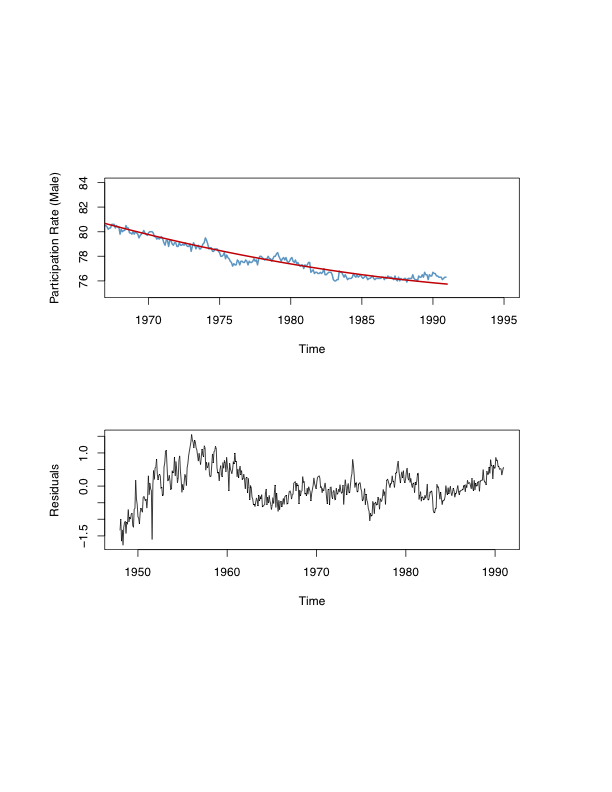 Participation Rate (Male)
84
82
80
78
76
1970 1975 1980 1985 1990 1995
Time
Residuals
1.0
0.0
−1.5
1950 1960 1970 1980 1990
Time